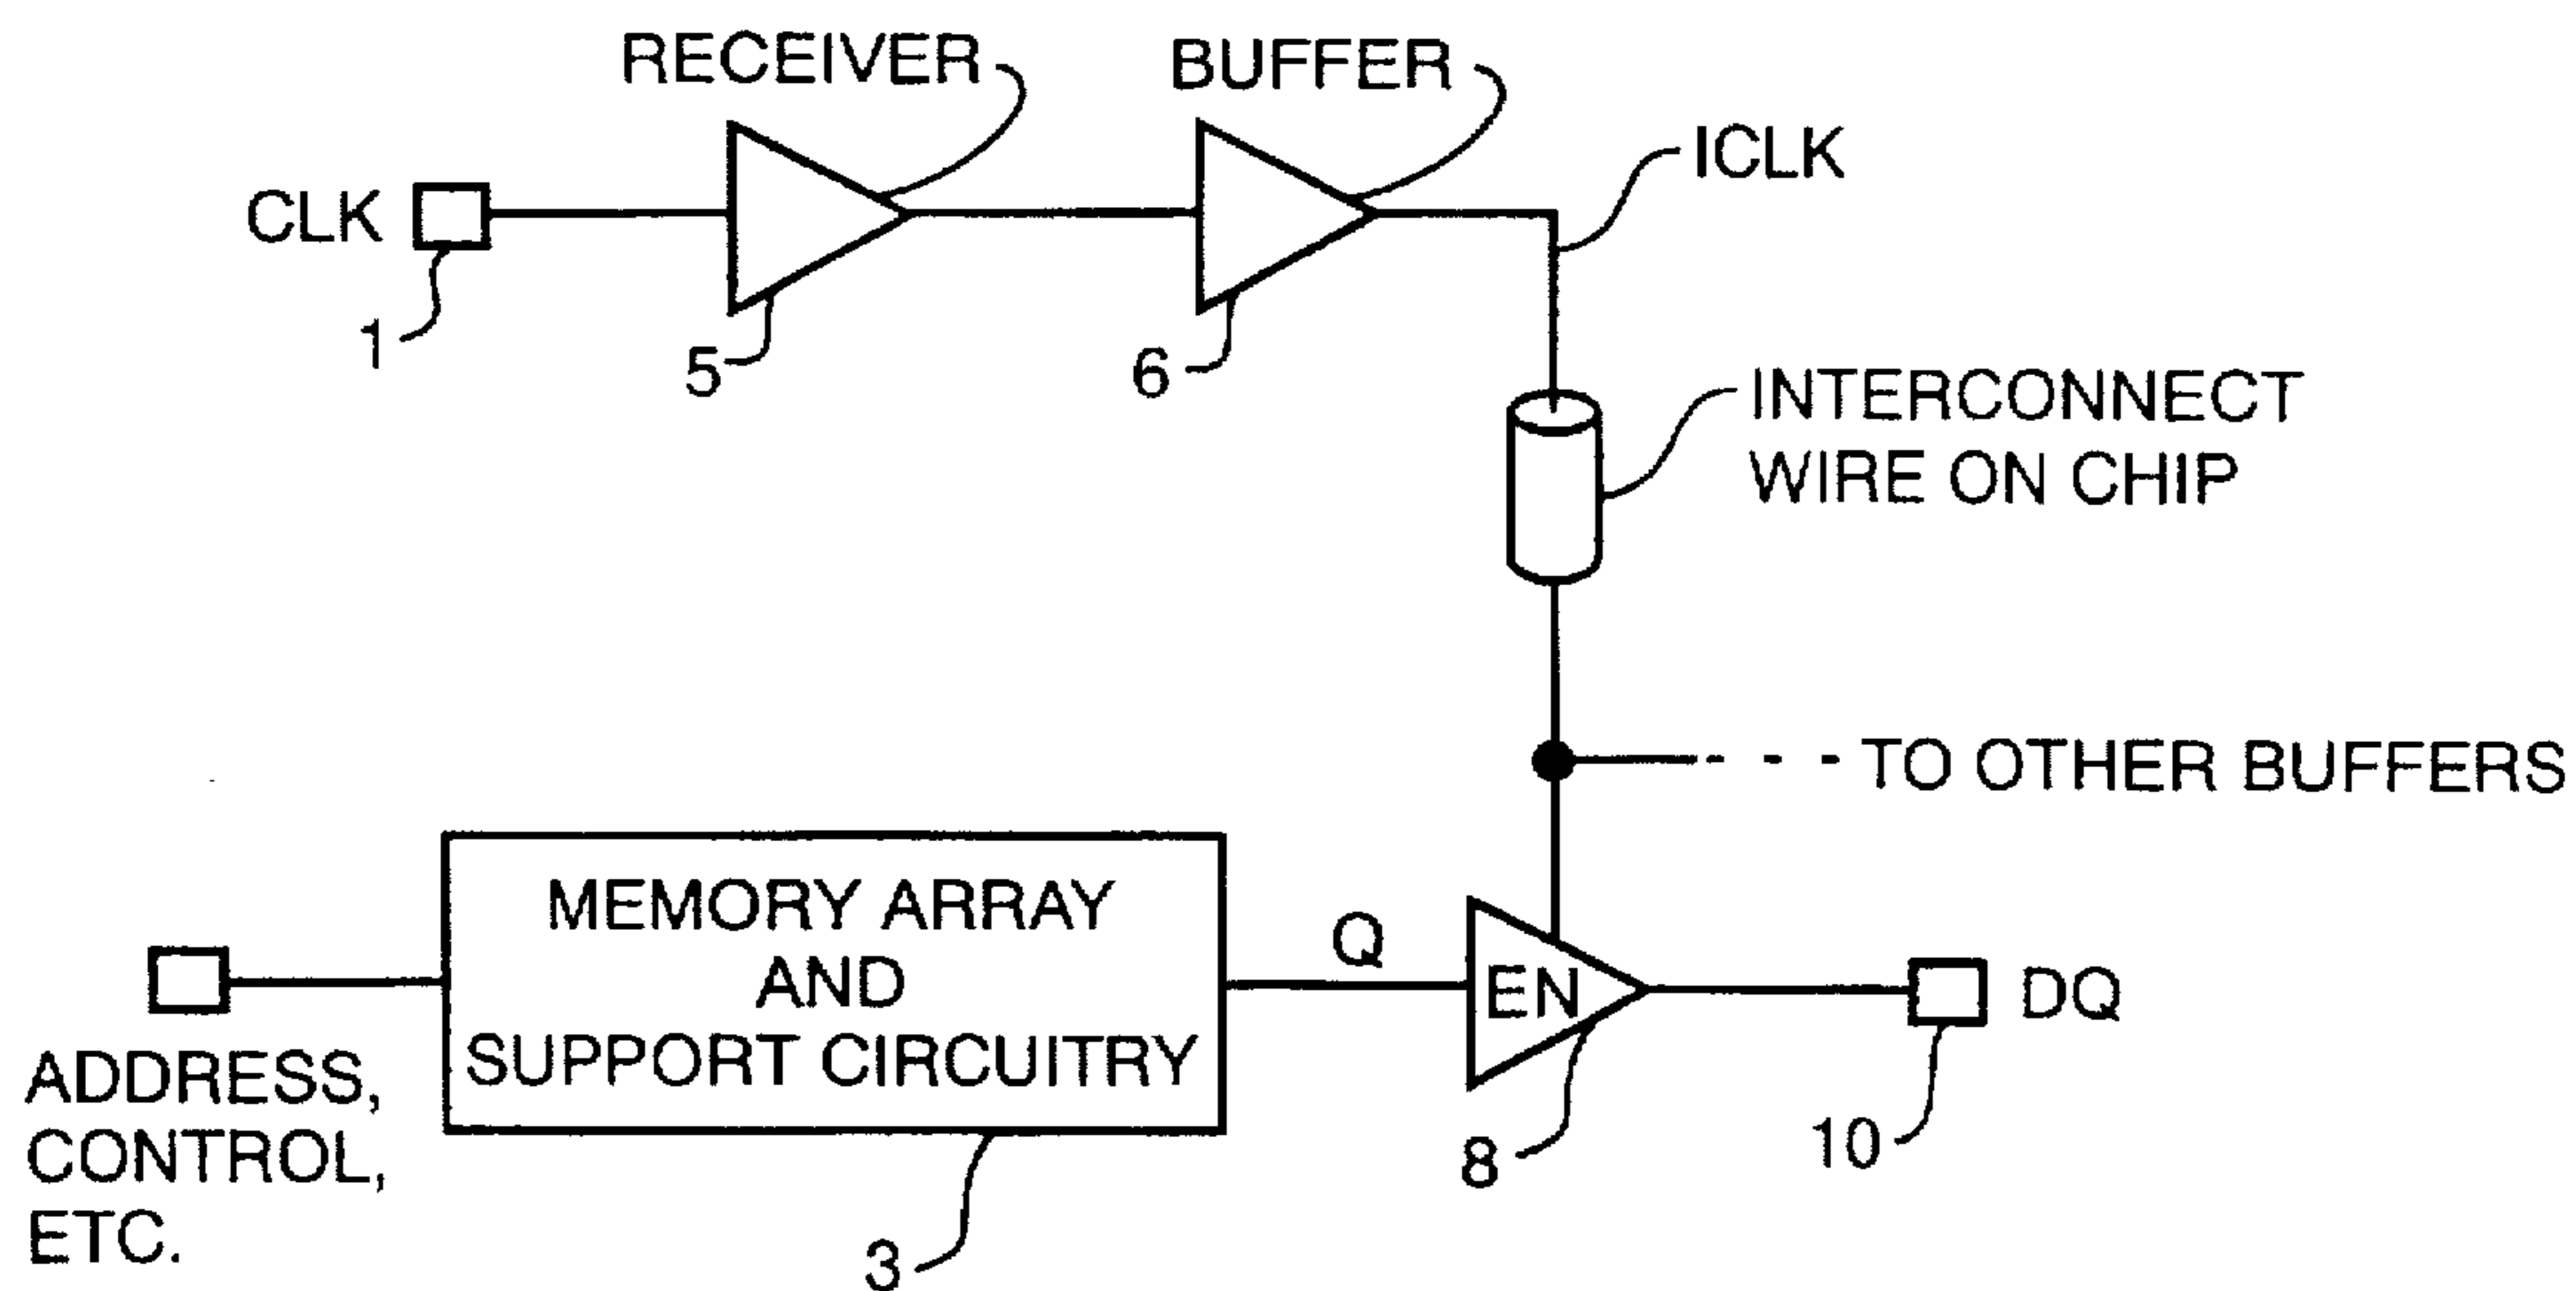 RECEIVER
BUFFER
ICLK
CLK
1
5
6
INTERCONNECT
WIRE ON CHIP
TO OTHER BUFFERS
MEMORY ARRAY
AND
SUPPORT CIRCUITRY
Q
EN
DQ
ADDRESS,
CONTROL,
ETC.
8
10
3